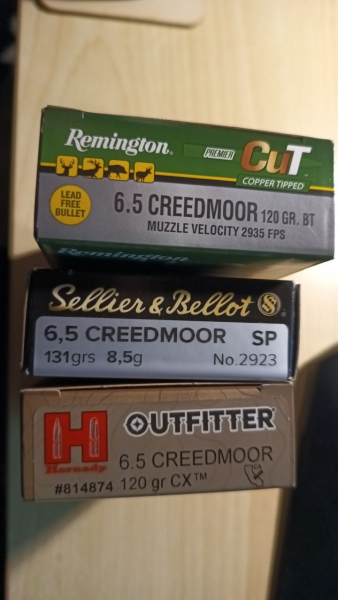 Remington®
PREMIER
CuT
COPPER TIPPED
LEAD
FREE
BULLET
6.5 CREEDMOOR 120 GR. BT
MUZZLE VELOCITY 2935 FPS
Remington
Sellier & Bellot
6,5 CREEDMOOR SP
131grs 8,5g No.2923
H OUTFITTER
Hornady
6.5 CREEDMOOR
#814874 120 gr CX™